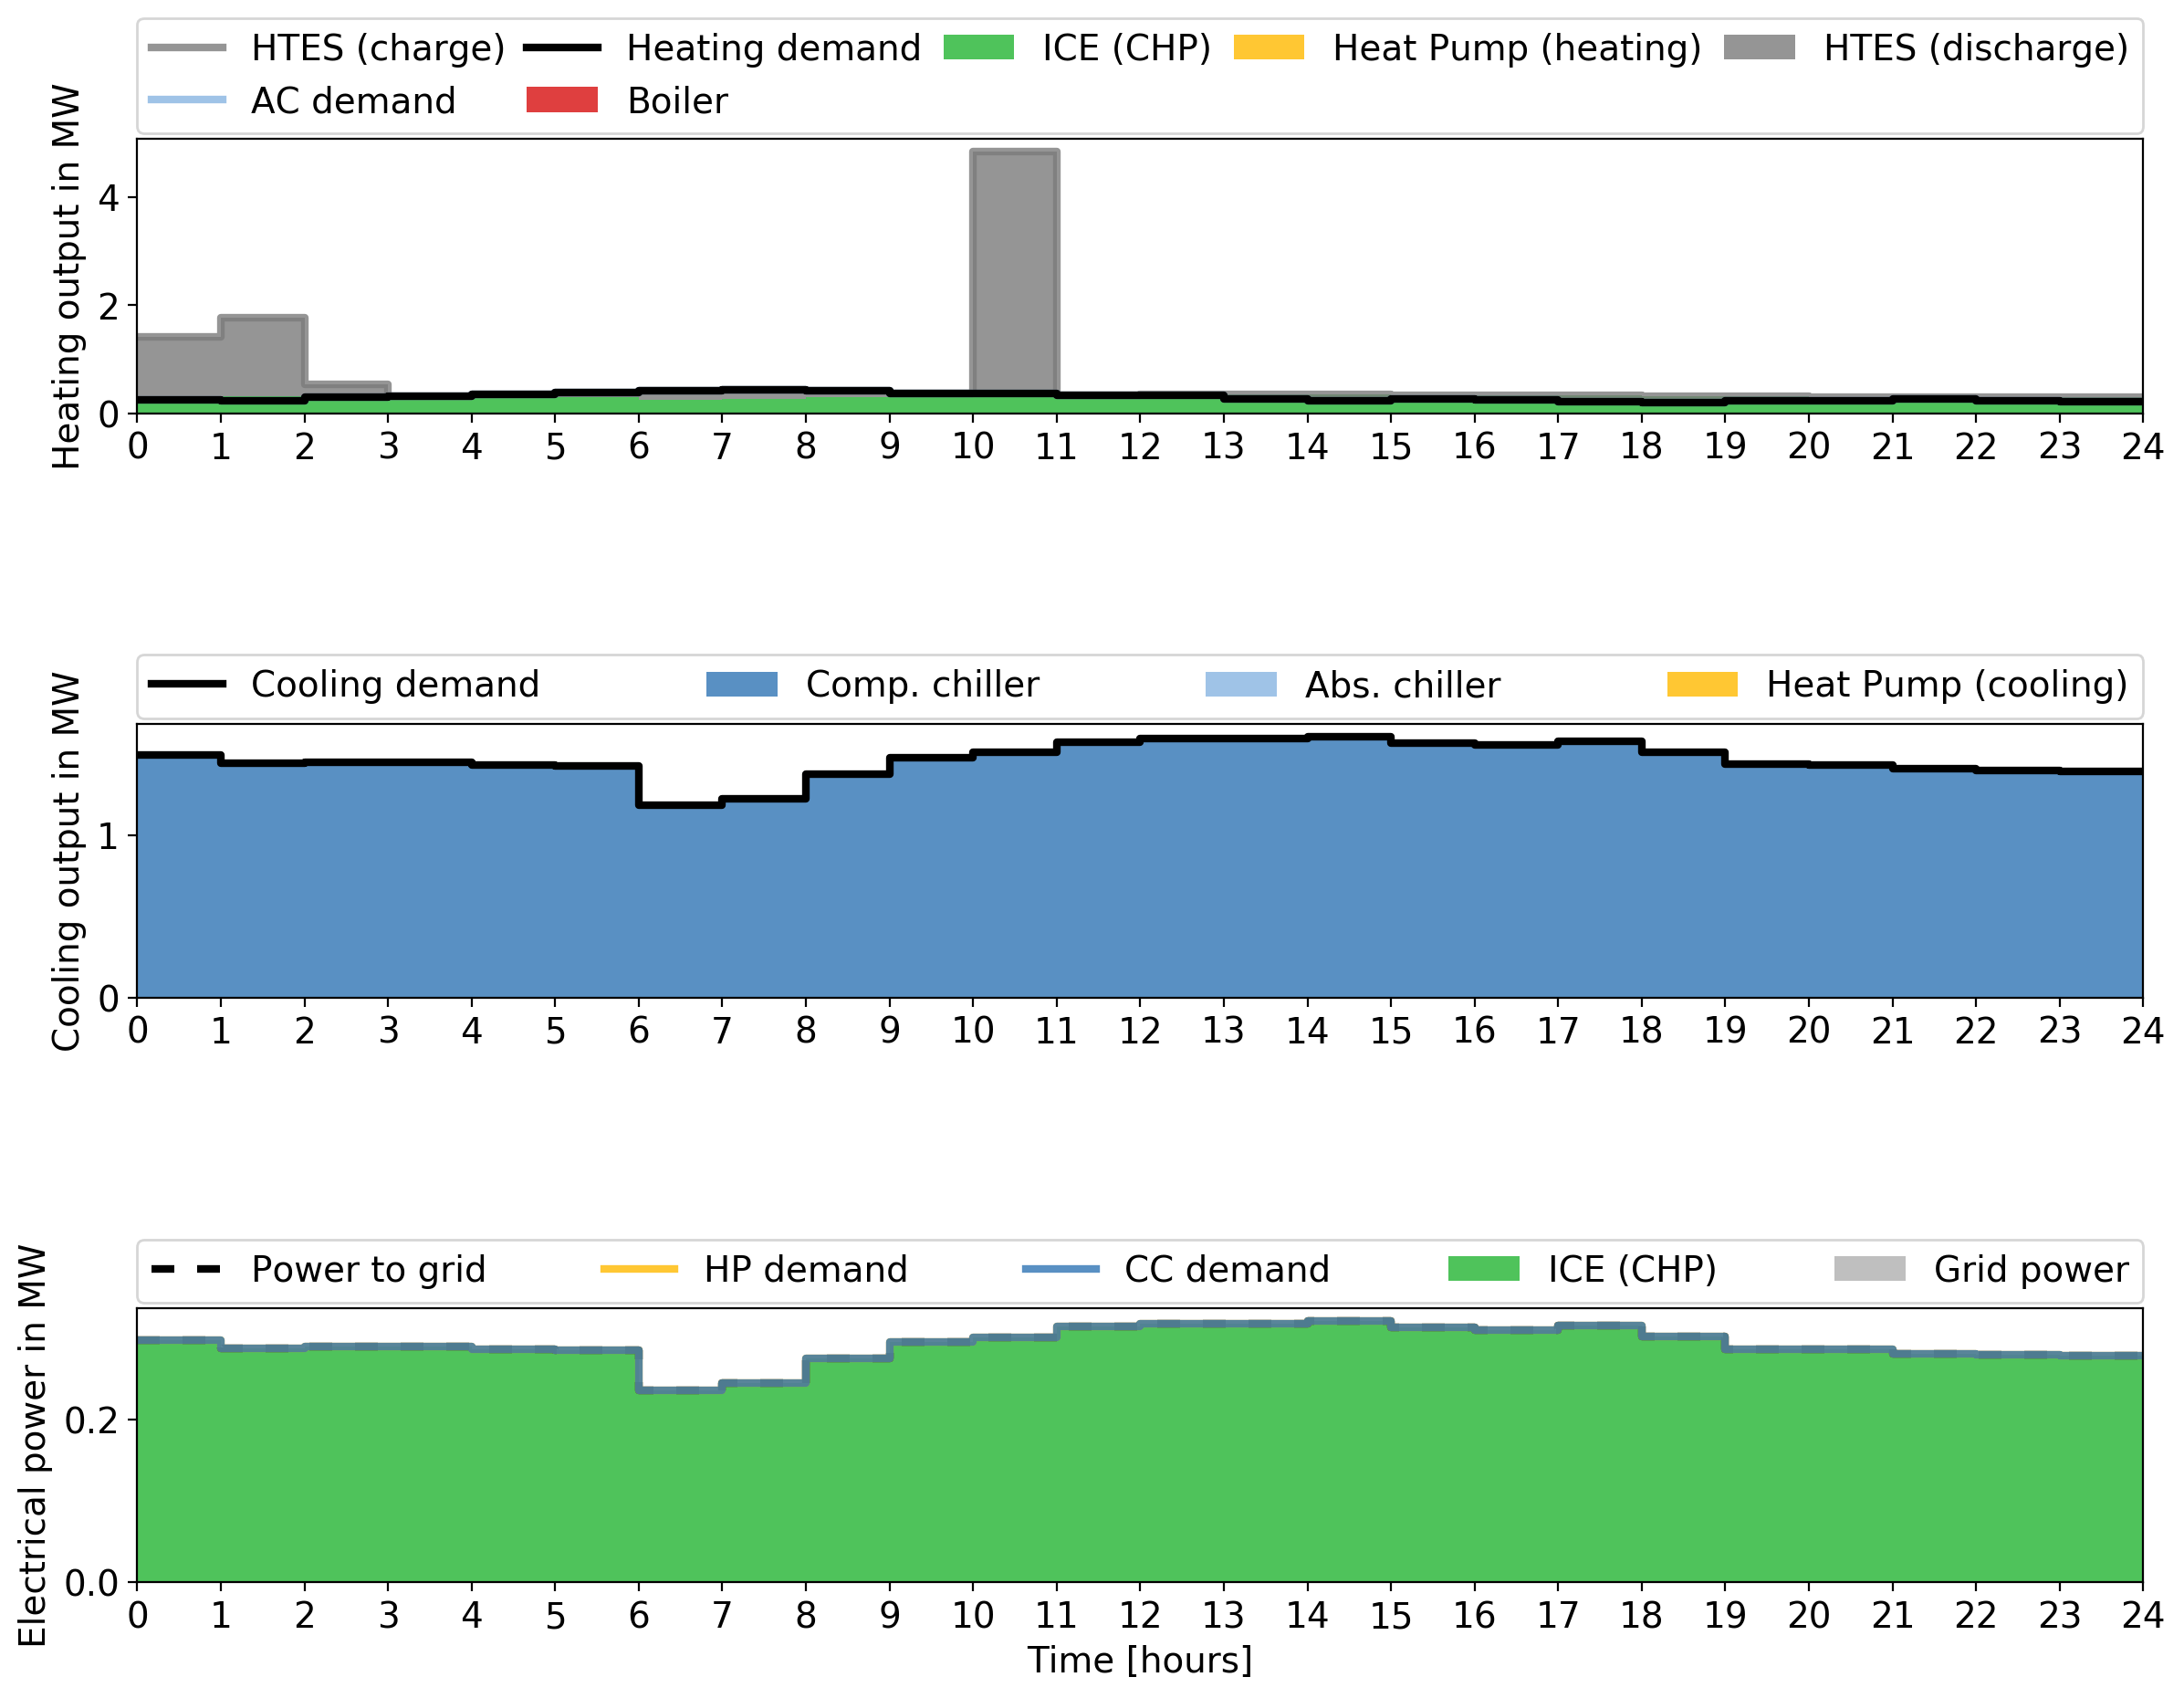 HTES (charge) Heating demand ICE (CHP) Heat Pump (heating) HTES (discharge)
AC demand Boiler
Heating output in MW
4
2
0
0 1 2 3 4 5 6 7 8 9 10 11 12 13 14 15 16 17 18 19 20 21 22 23 24
Cooling demand Comp. chiller Abs. chiller Heat Pump (cooling)
Cooling output in MW
1
0
0 1 2 3 4 5 6 7 8 9 10 11 12 13 14 15 16 17 18 19 20 21 22 23 24
Power to grid HP demand CC demand ICE (CHP) Grid power
Electrical power in MW
0.2
0.0
0 1 2 3 4 5 6 7 8 9 10 11 12 13 14 15 16 17 18 19 20 21 22 23 24
Time [hours]